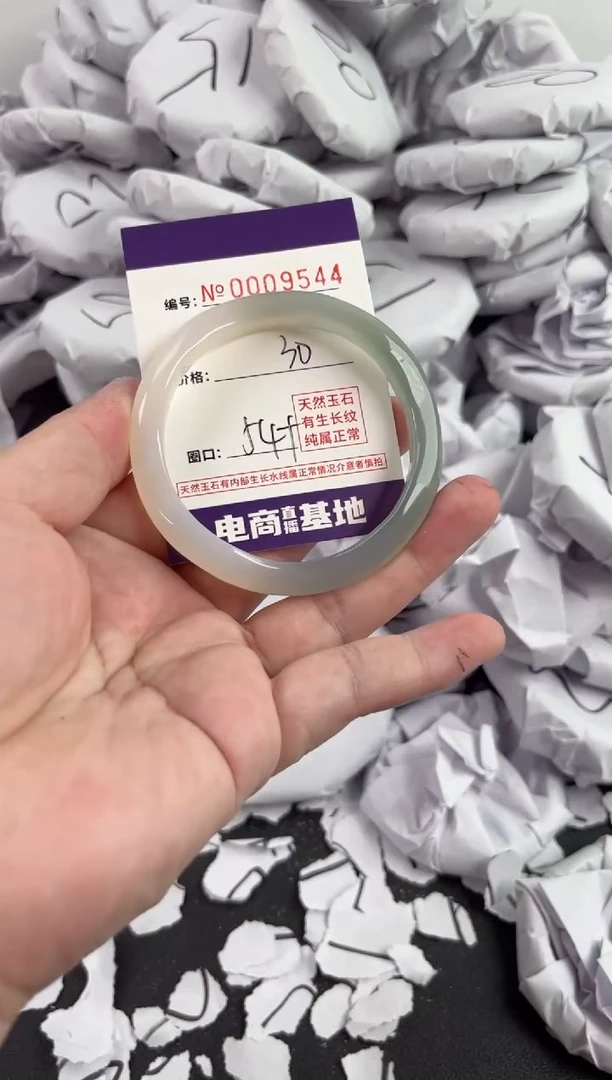 编号: № 0009544
价格: 30
圈口: 54+
天然玉石
有生长纹
纯属正常
天然玉石有内部生长水线属正常情况介意者慎拍
电商直播基地